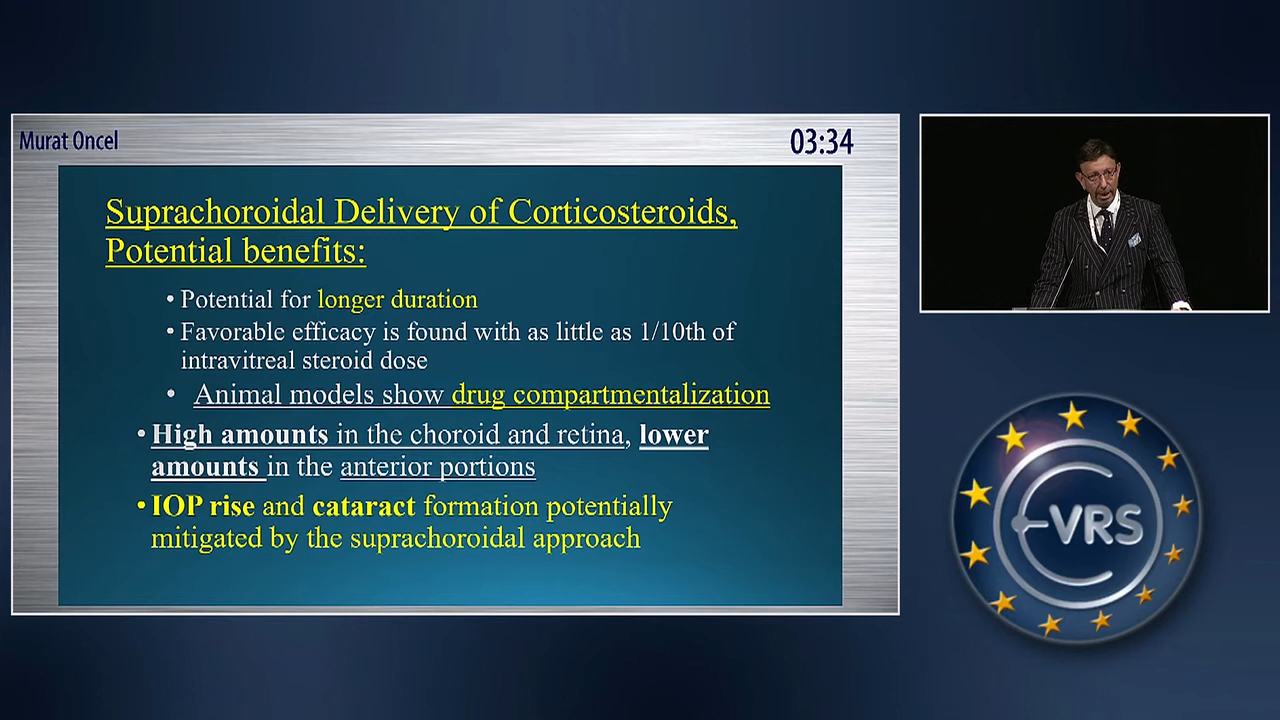 Murat Oncel
03:34
Suprachoroidal Delivery of Corticosteroids,
Potential benefits:
• Potential for longer duration
• Favorable efficacy is found with as little as 1/10th of
intravitreal steroid dose
• Animal models show drug compartmentalization
• High amounts in the choroid and retina, lower
amounts in the anterior portions
• IOP rise and cataract formation potentially
mitigated by the suprachoroidal approach
EVRS